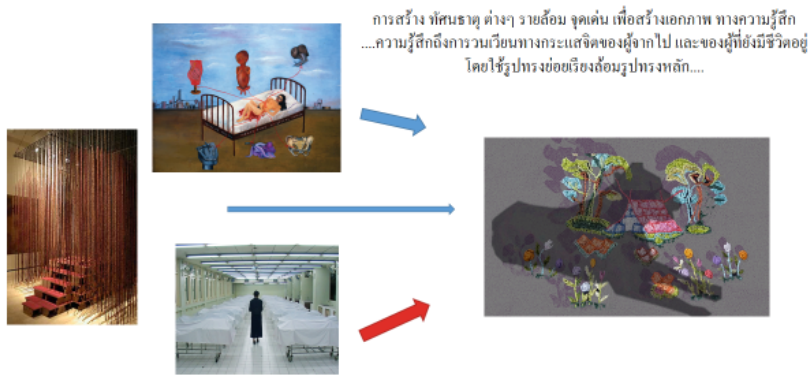 การสร้าง ทัศนธาตุ ต่างๆ รายล้อม จุดเด่น เพื่อสร้างเอกภาพ ทางความรู้สึก
....ความรู้สึกถึงการวนเวียนทางกระแสจิตของผู้จากไป และของผู้ที่ยังมีชีวิตอยู่
โดยใช้รูปทรงย่อยเรียงล้อมรูปทรงหลัก....